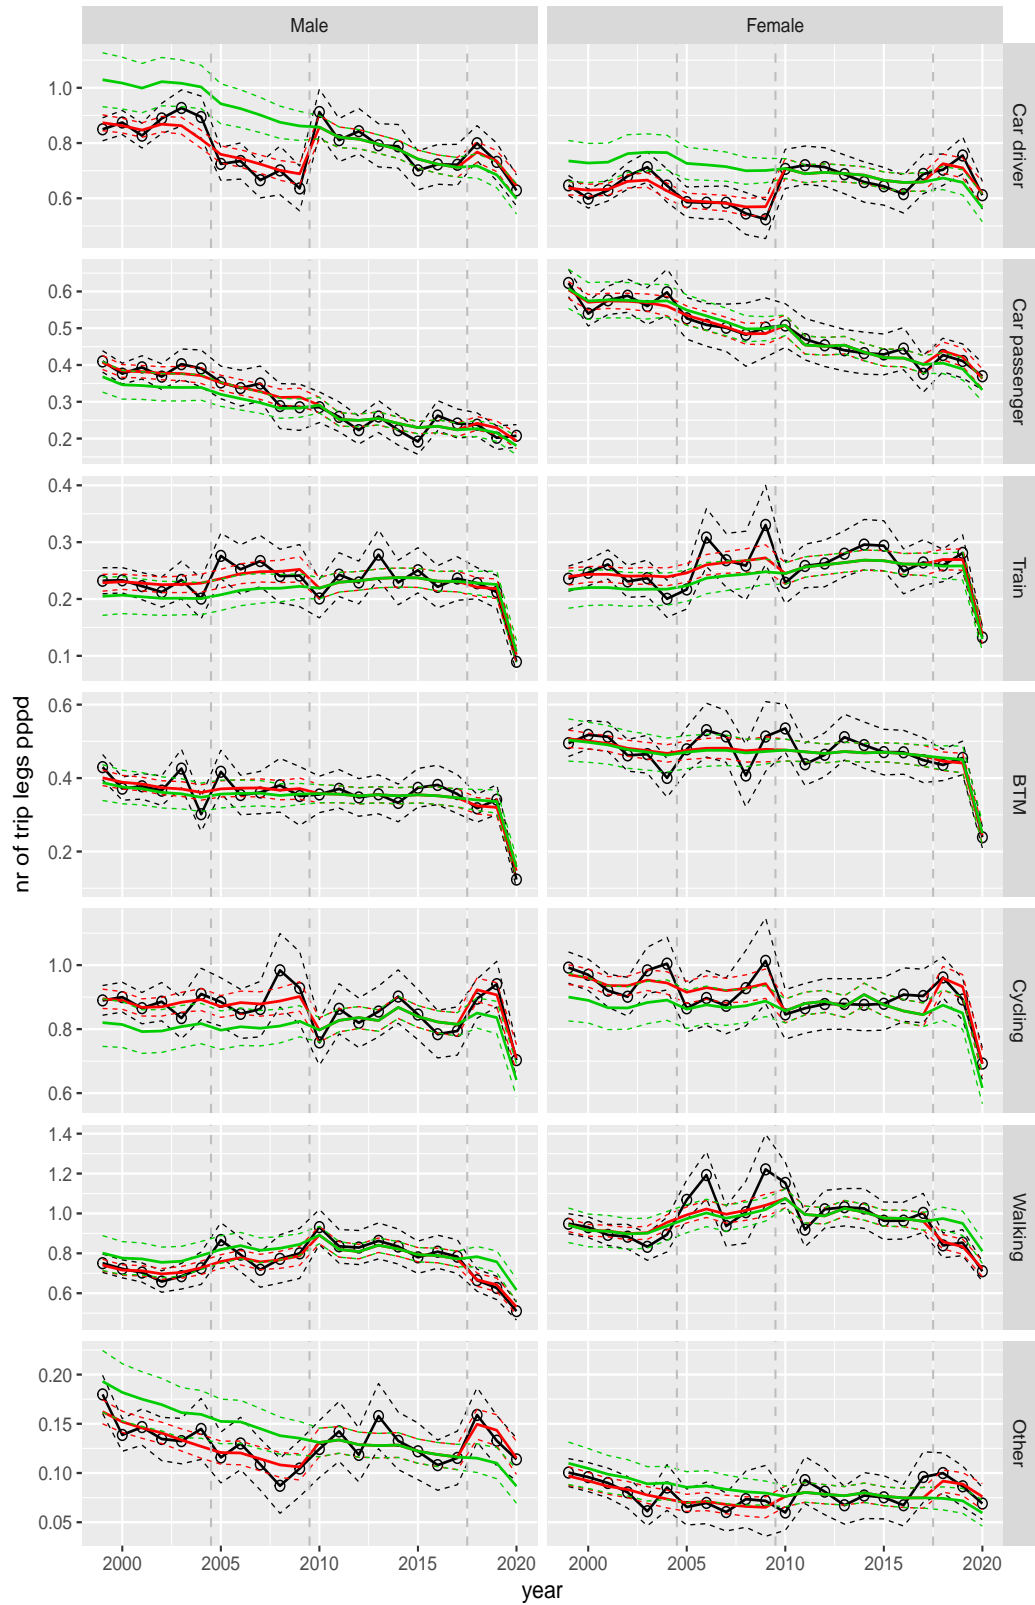 Male Female
1.0
0.8
0.6
Car driver
0.6
0.5
0.4
0.3
0.2
Car passenger
0.4
0.3
0.2
0.1
Train
0.6
0.4
0.2
BTM
1.0
0.8
0.6
Cycling
1.4
1.2
1.0
0.8
0.6
Walking
0.20
0.15
0.10
0.05
Other
nr of trip legs pppd
2000 2005 2010 2015 2020 2000 2005 2010 2015 2020
year